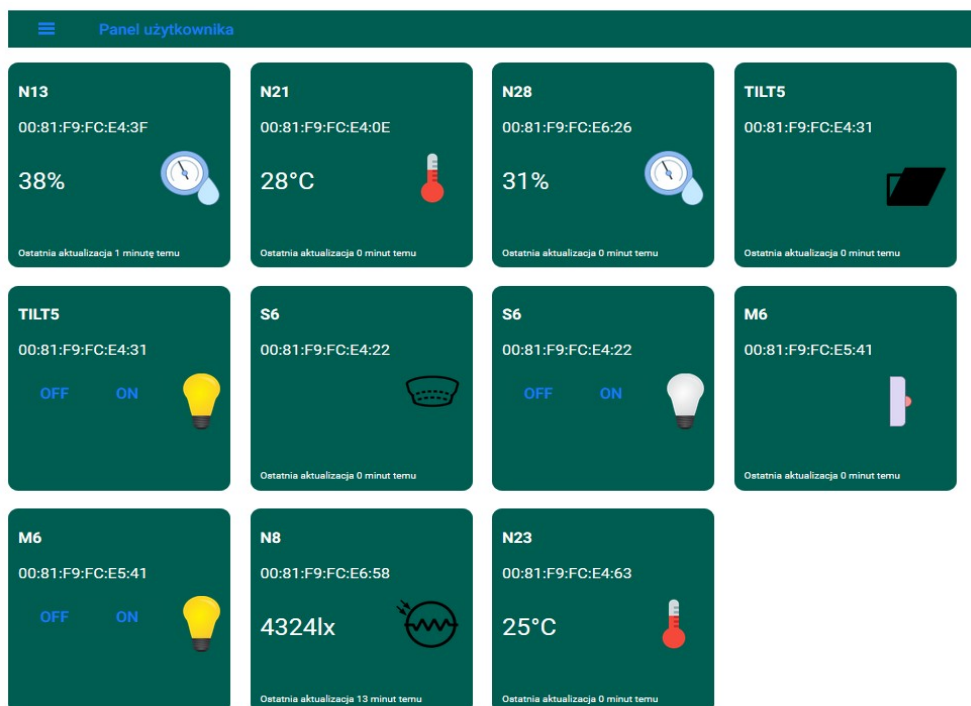 Panel użytkownika
N13
00:81:F9:FC:E4:3F
38%
Ostatnia aktualizacja 1 minutę temu
N21
00:81:F9:FC:E4:0E
28°C
Ostatnia aktualizacja 0 minut temu
N28
00:81:F9:FC:E6:26
31%
Ostatnia aktualizacja 0 minut temu
TILT5
00:81:F9:FC:E4:31
Ostatnia aktualizacja 0 minut temu
TILT5
00:81:F9:FC:E4:31
OFF ON
S6
00:81:F9:FC:E4:22
Ostatnia aktualizacja 0 minut temu
S6
00:81:F9:FC:E4:22
OFF ON
M6
00:81:F9:FC:E5:41
Ostatnia aktualizacja 0 minut temu
M6
00:81:F9:FC:E5:41
OFF ON
N8
00:81:F9:FC:E6:58
4324lx
Ostatnia aktualizacja 13 minut temu
N23
00:81:F9:FC:E4:63
25°C
Ostatnia aktualizacja 0 minut temu